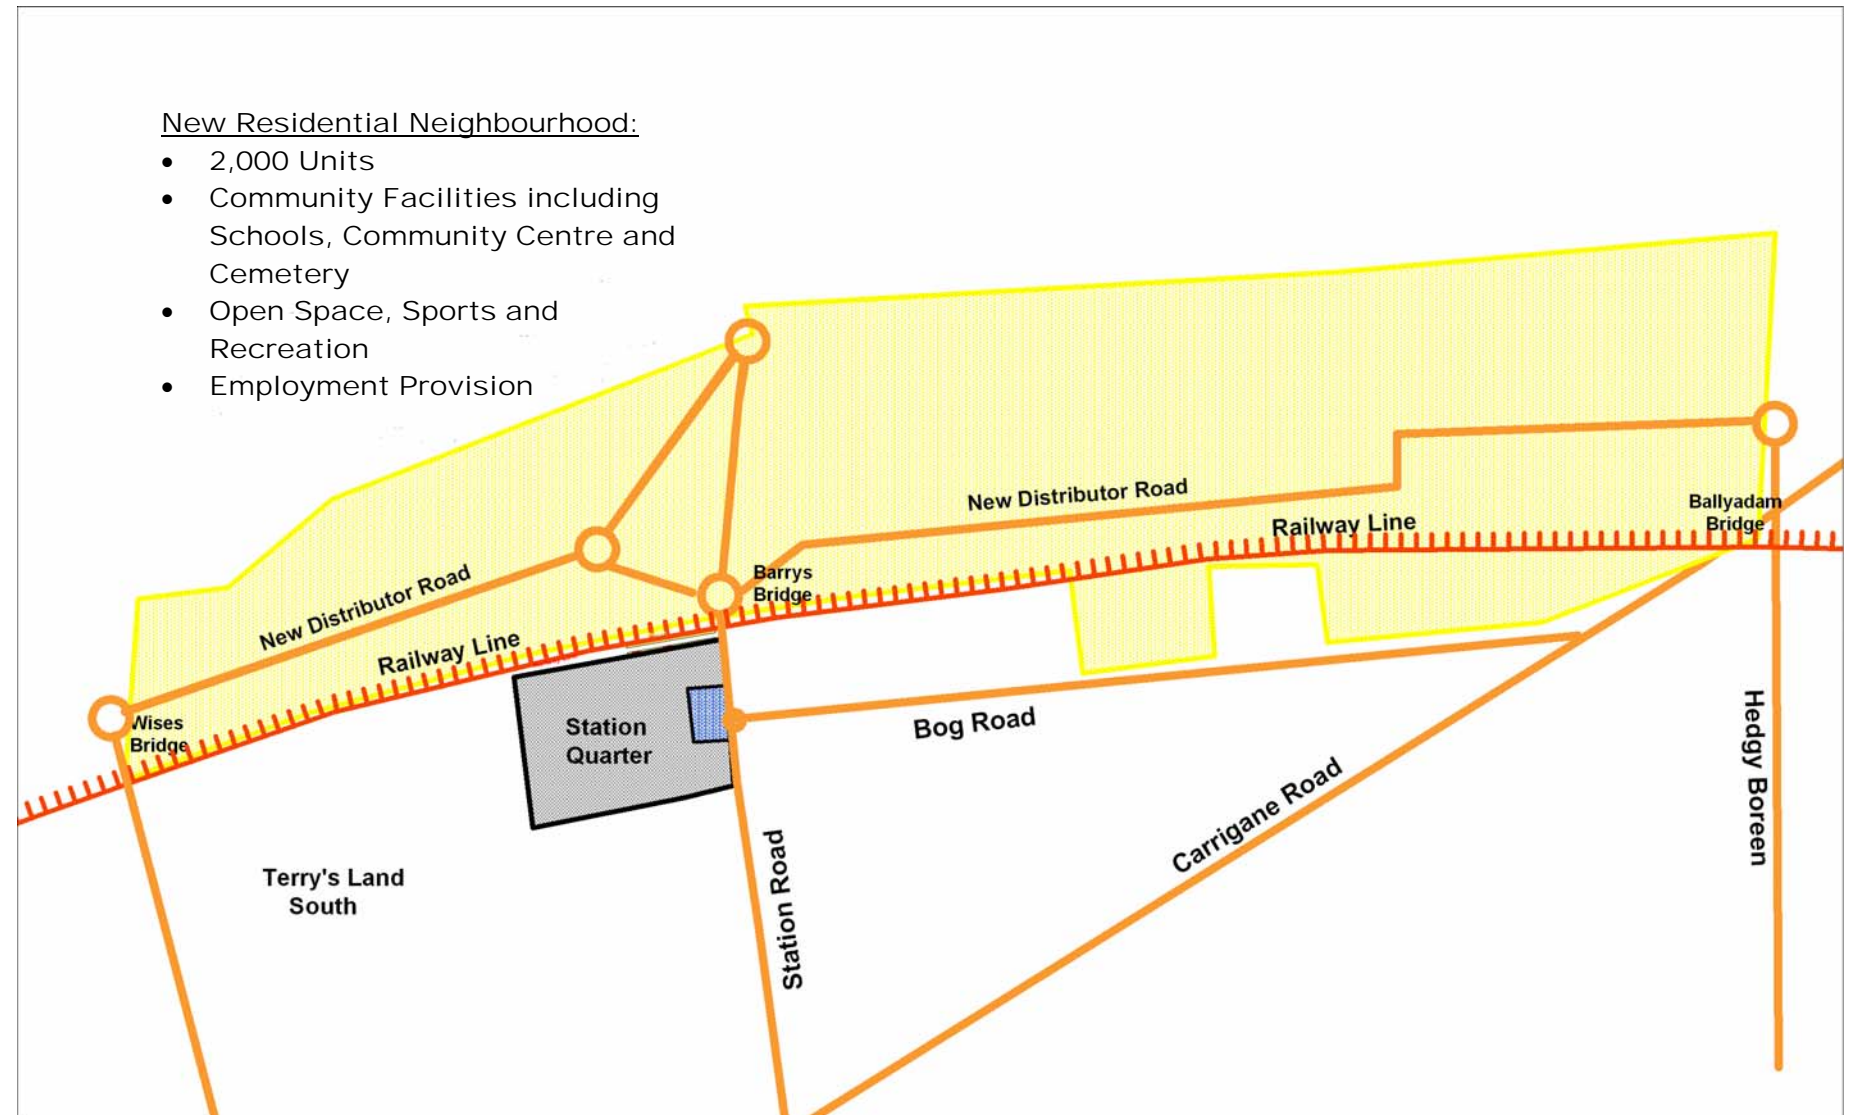 New Residential Neighbourhood:
• 2,000 Units
• Community Facilities including
Schools, Community Centre and
Cemetery
• Open Space, Sports and
Recreation
• Employment Provision
New Distributor Road
Railway Line
Ballyadam
Bridge
New Distributor Road
Barrys
Bridge
Railway Line
Wises
Bridge
Station
Quarter
Bog Road
Hedgy Boreen
Carrigane Road
Station Road
Terry's Land
South